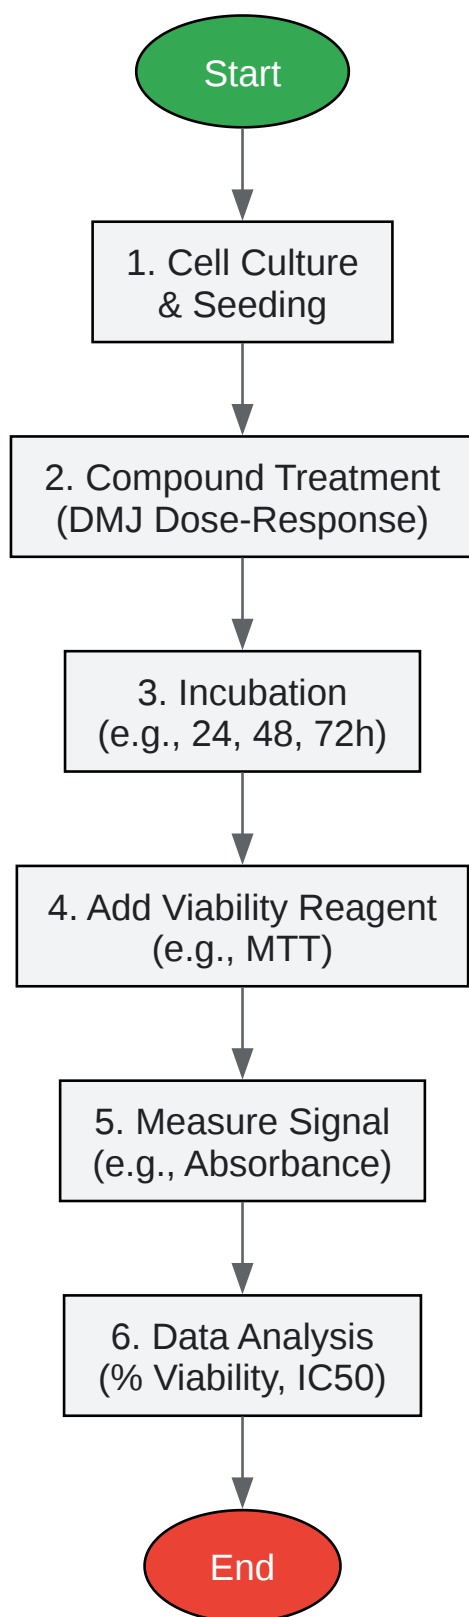 Start
1. Cell Culture
& Seeding
2. Compound Treatment
(DMJ Dose-Response)
3. Incubation
(e.g., 24, 48, 72h)
4. Add Viability Reagent
(e.g., MTT)
5. Measure Signal
(e.g., Absorbance)
6. Data Analysis
(% Viability, IC50)
End